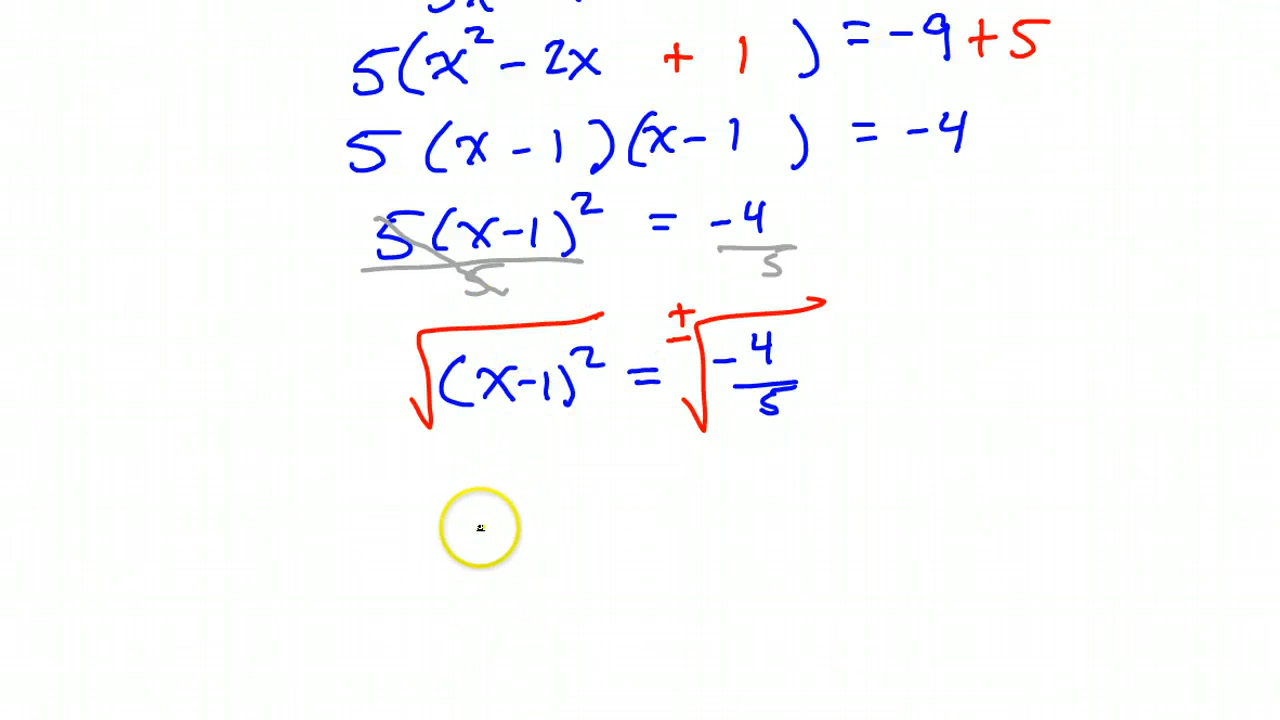 5(x² - 2x + 1 ) = -9 + 5
5 (x - 1)(x - 1 ) = -4
5(x-1)² = -4
5 5
√(x-1)² = ±√-4/5